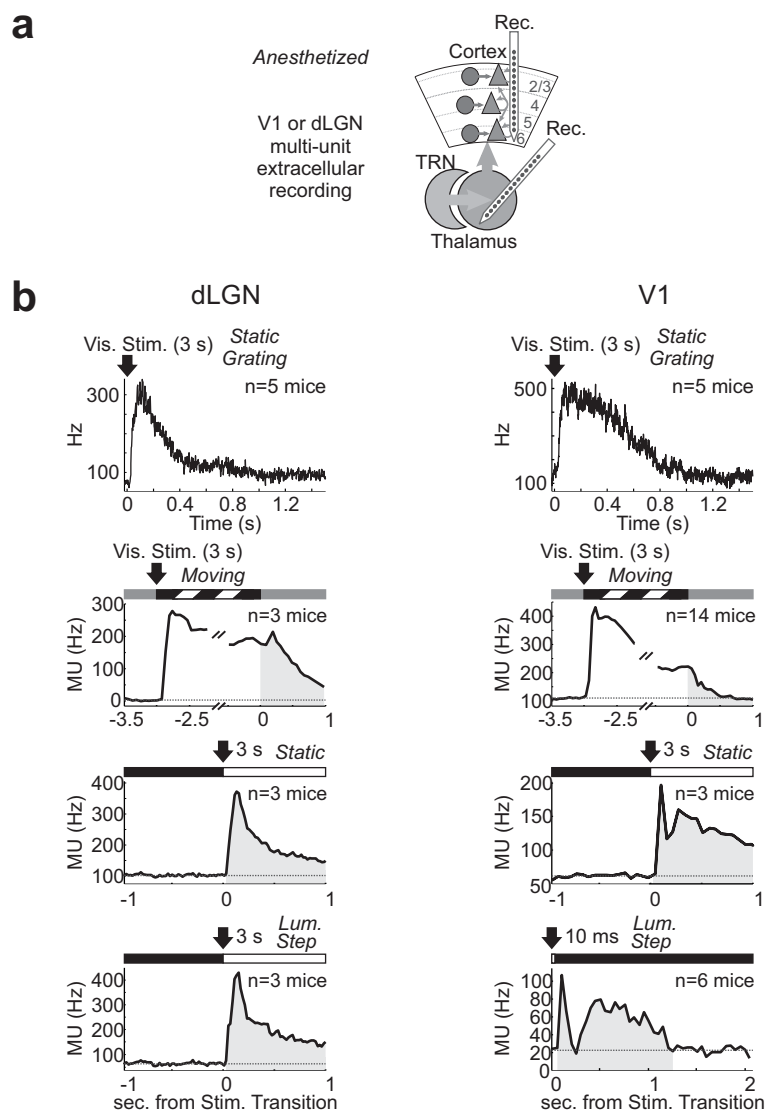 a
Anesthetized
V1 or dLGN
multi-unit
extracellular
recording
Rec.
Cortex
2/3
4
5
6
Rec.
TRN
Thalamus
b
dLGN
Vis. Stim. (3 s)
Static
Grating
n=5 mice
Hz
300
100
0 0.4 0.8 1.2
Time (s)
Vis. Stim. (3 s)
Moving
n=3 mice
MU (Hz)
300
200
100
0
-3.5 -2.5 0 1
3 s Static
n=3 mice
MU (Hz)
400
300
200
100
-1 0 1
3 s Lum.
Step
n=3 mice
MU (Hz)
400
300
200
100
-1 0 1
sec. from Stim. Transition
V1
Vis. Stim. (3 s)
Static
Grating
n=5 mice
500
100
0 0.4 0.8 1.2
Time (s)
Vis. Stim. (3 s)
Moving
n=14 mice
MU (Hz)
400
300
200
100
-3.5 -2.5 0 1
3 s Static
n=3 mice
MU (Hz)
200
150
100
50
-1 0 1
10 ms Lum.
Step
n=6 mice
MU (Hz)
100
80
60
40
20
0
0 1 2
sec. from Stim. Transition